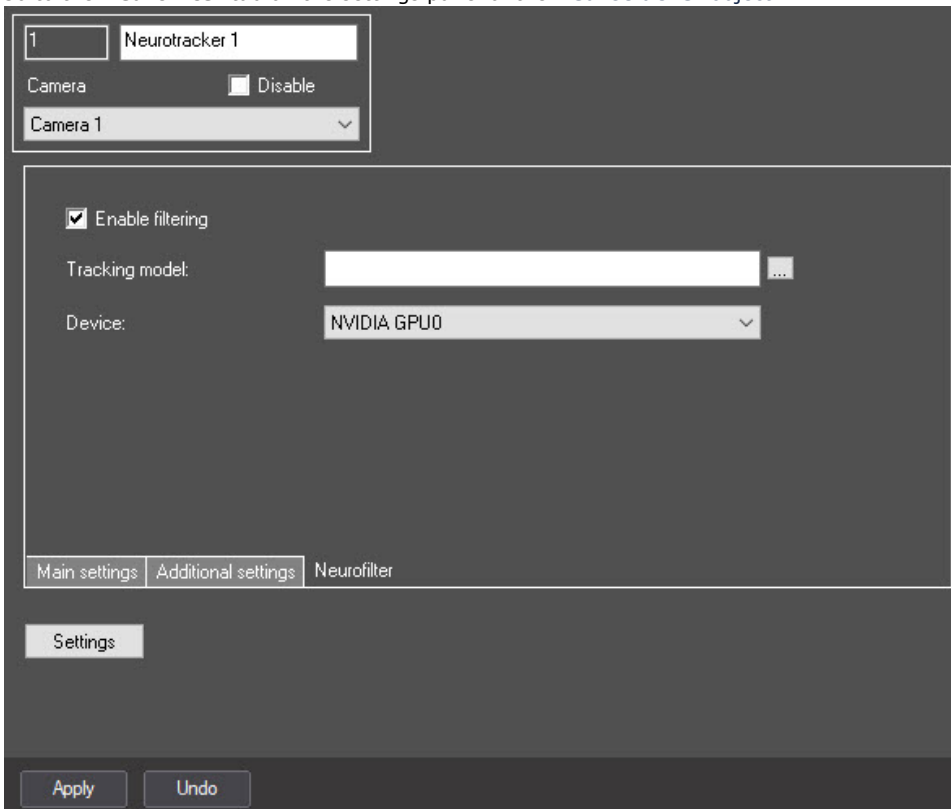 1
Neurotracker 1
Camera
Disable
Camera 1
Enable filtering
Tracking model:
...
Device:
NVIDIA GPU0
Main settings
Additional settings
Neurofilter
Settings
Apply
Undo